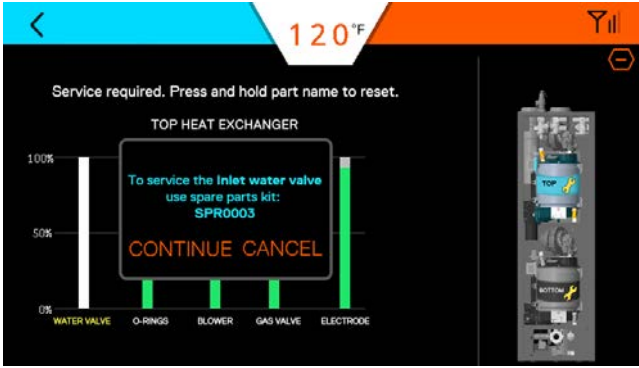 120°F
Service required. Press and hold part name to reset.
TOP HEAT EXCHANGER
100%
To service the Inlet water valve
use spare parts kit:
SPR0003
50%
CONTINUE CANCEL
0%
WATER VALVE O-RINGS BLOWER GAS VALVE ELECTRODE
TOP
BOTTOM